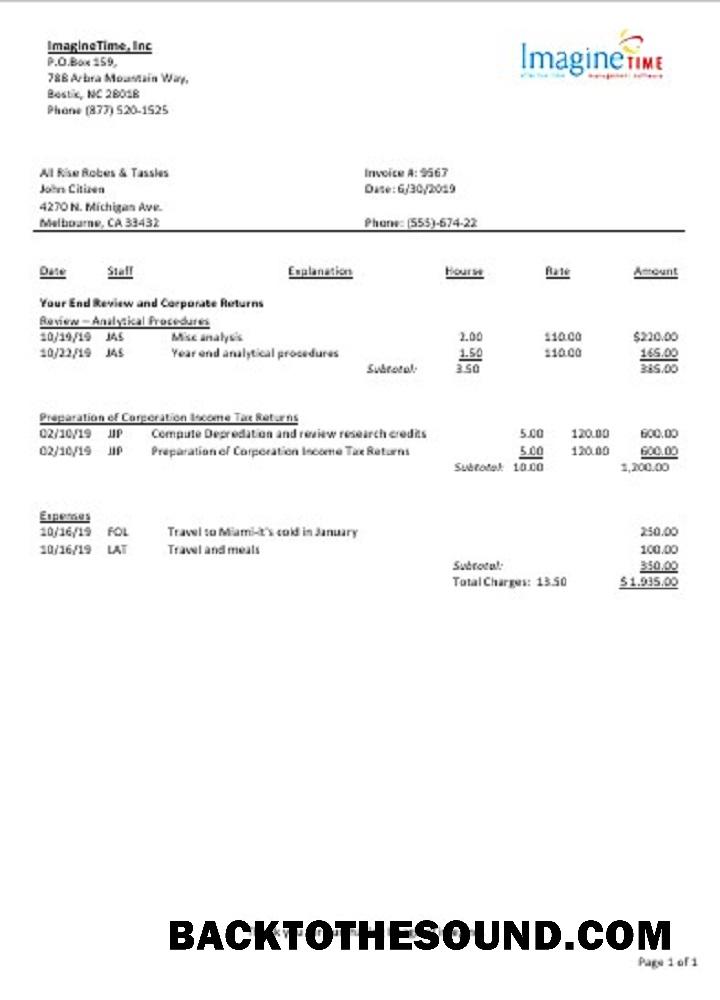 ImagineTime, Inc
P.O.Box 159,
788 Arbra Mountain Way,
Bostic, NC 28018
Phone (877) 520-1525
Imagine TIME
management software
All Rise Robes & Tassles
Invoice #: 9567
John Citizen
Date: 6/30/2019
4270 N. Michigan Ave.
Melbourne, CA 33432
Phone: (555)-674-22
Date Staff Explanation Hourse Rate Amount
Your End Review and Corporate Returns
Review – Analytical Procedures
10/19/19 JAS Misc analysis 2.00 110.00 $220.00
10/22/19 JAS Year end analytical procedures 1.50 110.00 165.00
Subtotal: 3.50 385.00
Preparation of Corporation Income Tax Returns
02/10/19 JJP Compute Depredation and review research credits 5.00 120.00 600.00
02/10/19 JJP Preparation of Corporation Income Tax Returns 5.00 120.00 600.00
Subtotal: 10.00 1,200.00
Expenses
10/16/19 FOL Travel to Miami-it's cold in January 250.00
10/16/19 LAT Travel and meals 100.00
Subtotal: 350.00
Total Charges: 13.50 $1.935.00
BACKTOTHESOUND.COM
Page 1 of 1